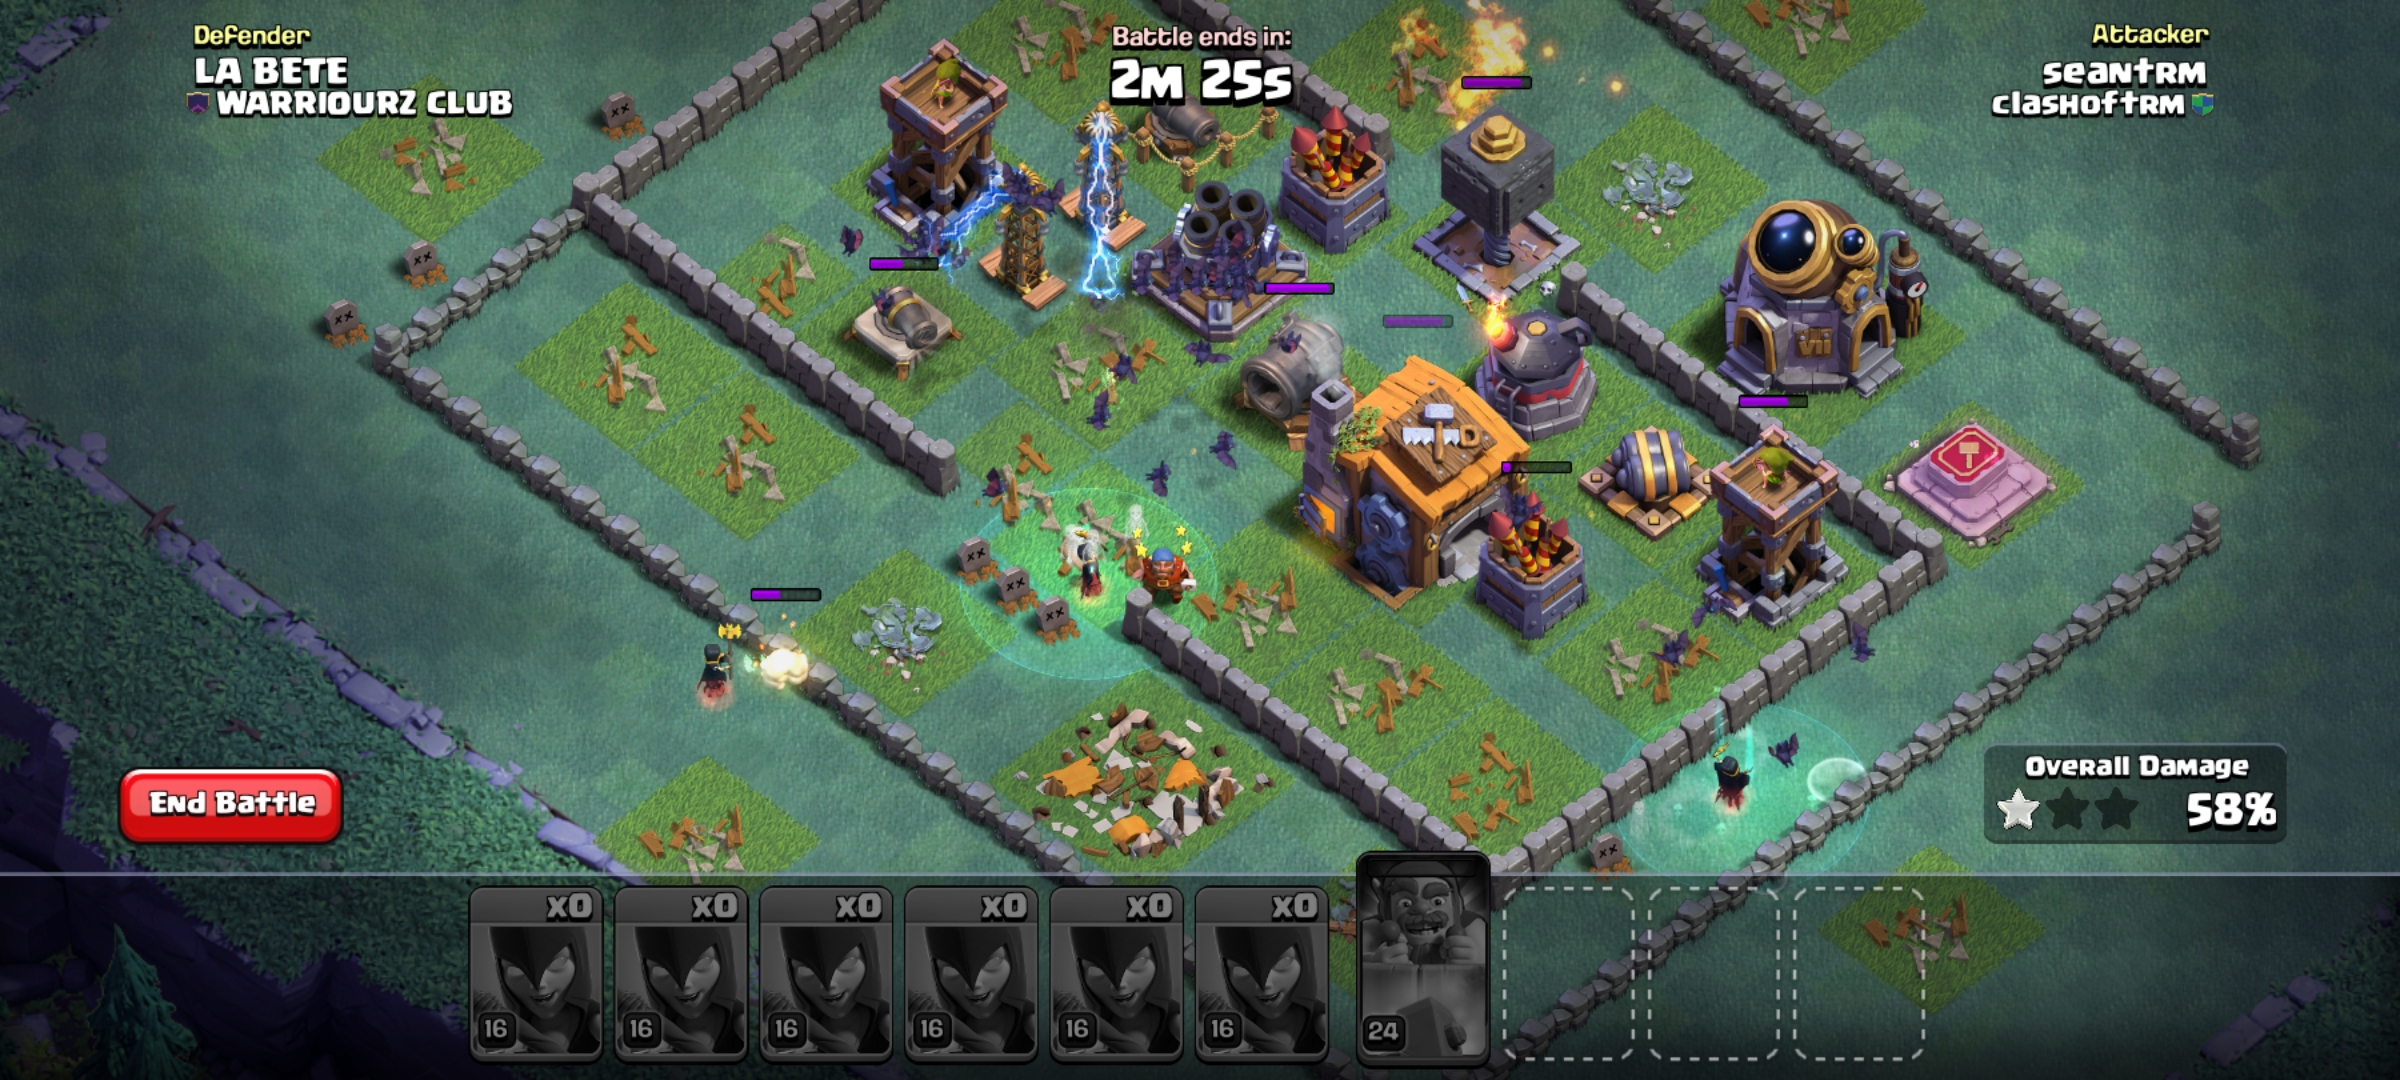 Defender
LA BETE
WARRIOURZ CLUB
Battle ends in:
2M 25s
Attacker
seantRM
clashoftRM
VII
End Battle
Overall Damage
58%
x0
x0
x0
x0
x0
x0
16
16
16
16
16
16
24